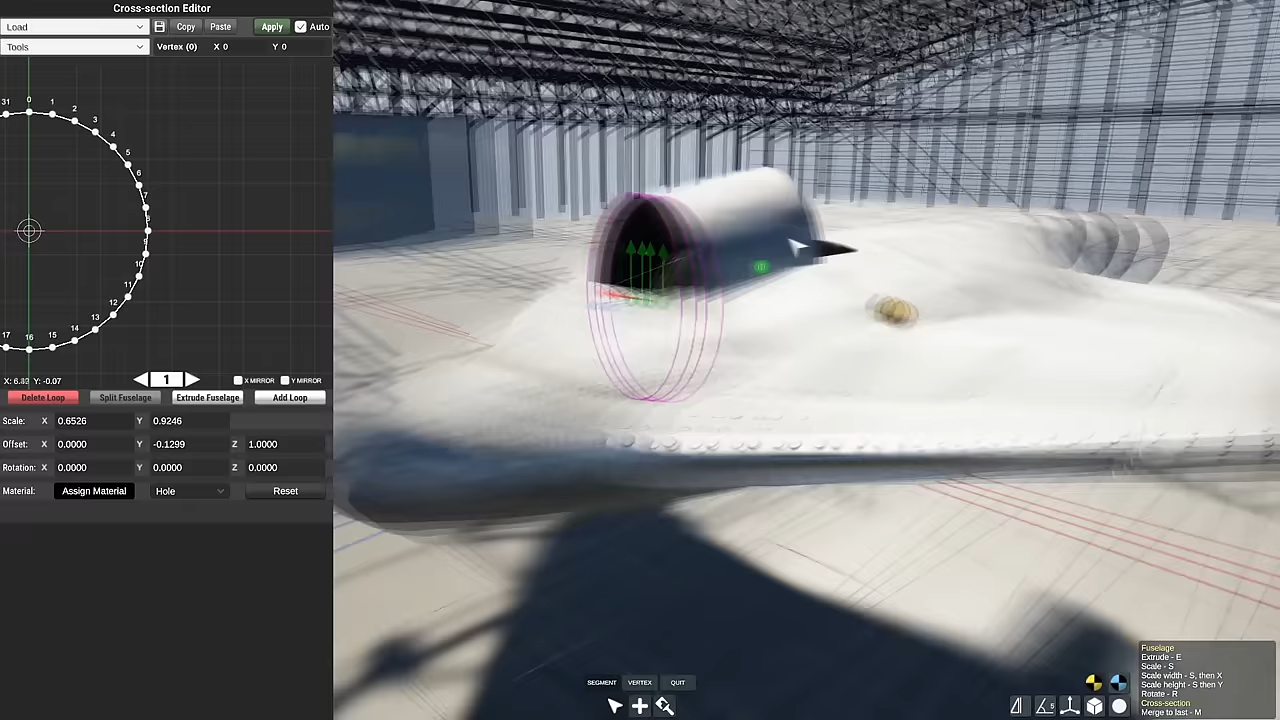 Cross-section Editor
Load
Copy
Paste
Apply
Auto
Tools
Vertex (0)
X 0
Y 0
31
0
1
2
3
4
5
6
7
9
10
11
12
13
14
15
16
17
X: 6.82 Y: -0.07
1
X MIRROR
Y MIRROR
Delete Loop
Split Fuselage
Extrude Fuselage
Add Loop
Scale: X 0.6526 Y 0.9246
Offset: X 0.0000 Y -0.1299 Z 1.0000
Rotation: X 0.0000 Y 0.0000 Z 0.0000
Material: Assign Material Hole Reset
SEGMENT VERTEX QUIT
Fuselage
Extrude - E
Scale - S
Scale width - S, then X
Scale height - S then Y
Rotate - R
Cross-section
Merge to last - M